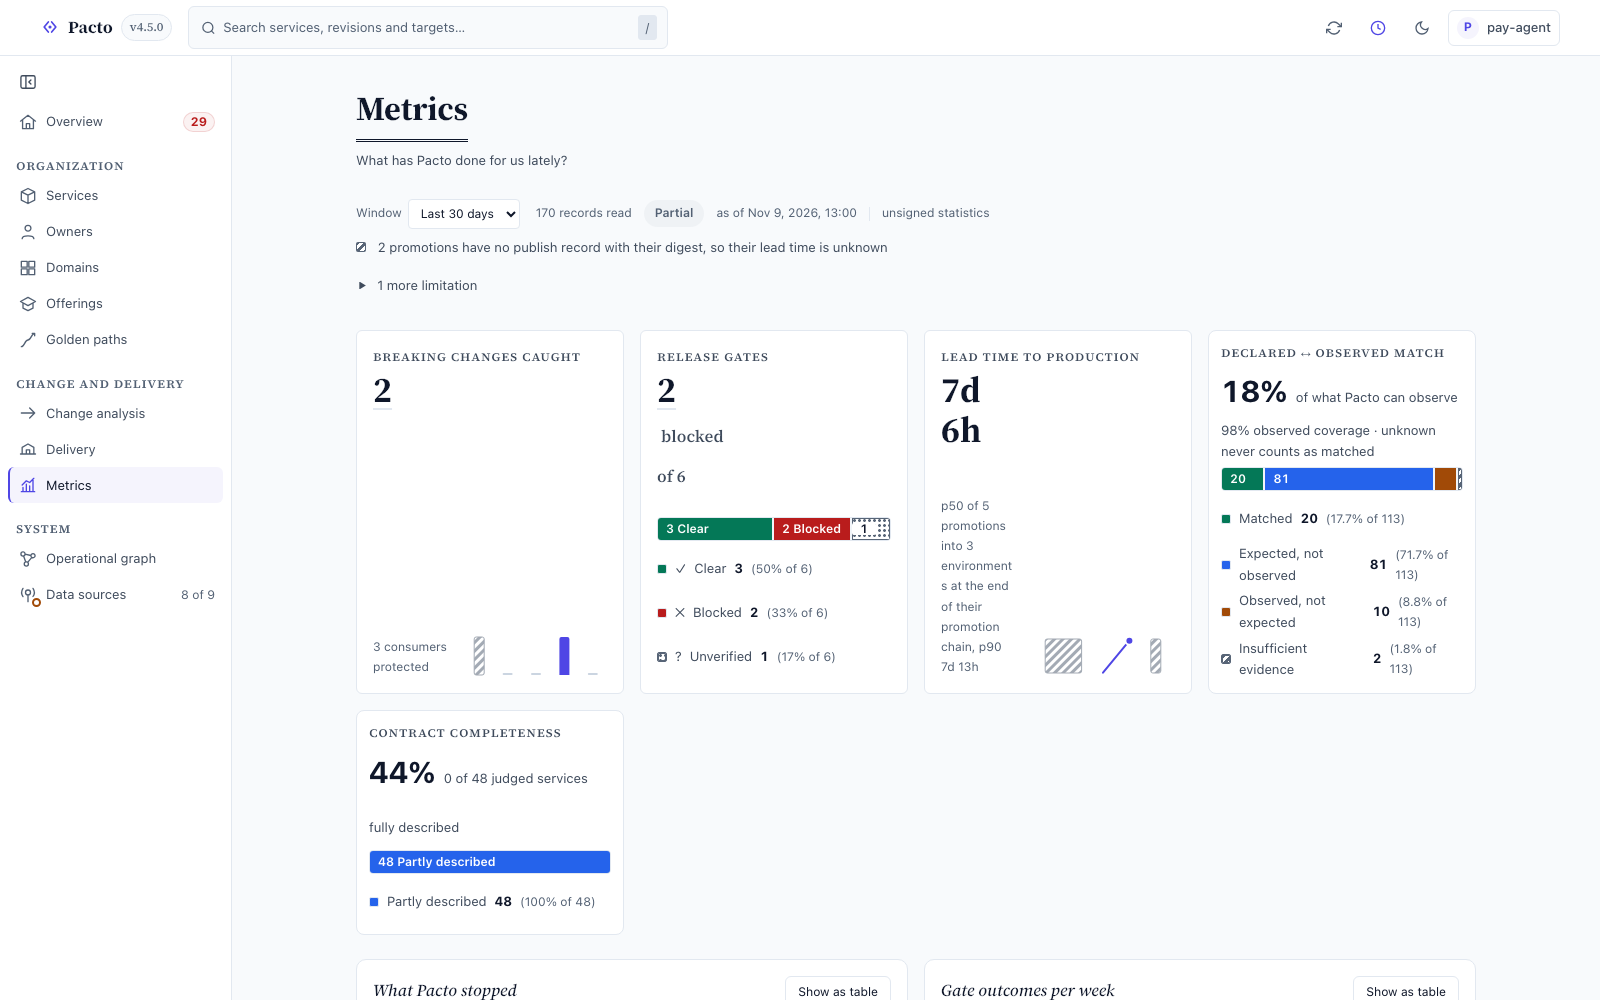 Pacto v4.5.0 Search services, revisions and targets... / P pay-agent
Overview 29
ORGANIZATION
Services
Owners
Domains
Offerings
Golden paths
CHANGE AND DELIVERY
Change analysis
Delivery
Metrics
SYSTEM
Operational graph
Data sources 8 of 9
Metrics
What has Pacto done for us lately?
Window Last 30 days 170 records read Partial as of Nov 9, 2026, 13:00 unsigned statistics
2 promotions have no publish record with their digest, so their lead time is unknown
1 more limitation
BREAKING CHANGES CAUGHT
2
3 consumers
protected
RELEASE GATES
2
blocked
of 6
3 Clear 2 Blocked 1
✓ Clear 3 (50% of 6)
× Blocked 2 (33% of 6)
? Unverified 1 (17% of 6)
LEAD TIME TO PRODUCTION
7d
6h
p50 of 5
promotions
into 3
environment
s at the end
of their
promotion
chain, p90
7d 13h
DECLARED ↔ OBSERVED MATCH
18% of what Pacto can observe
98% observed coverage · unknown
never counts as matched
20 81
Matched 20 (17.7% of 113)
Expected, not
observed
81 (71.7% of
113)
Observed, not
expected
10 (8.8% of
113)
Insufficient
evidence
2 (1.8% of
113)
CONTRACT COMPLETENESS
44% 0 of 48 judged services
fully described
48 Partly described
Partly described 48 (100% of 48)
What Pacto stopped Show as table
Gate outcomes per week Show as table